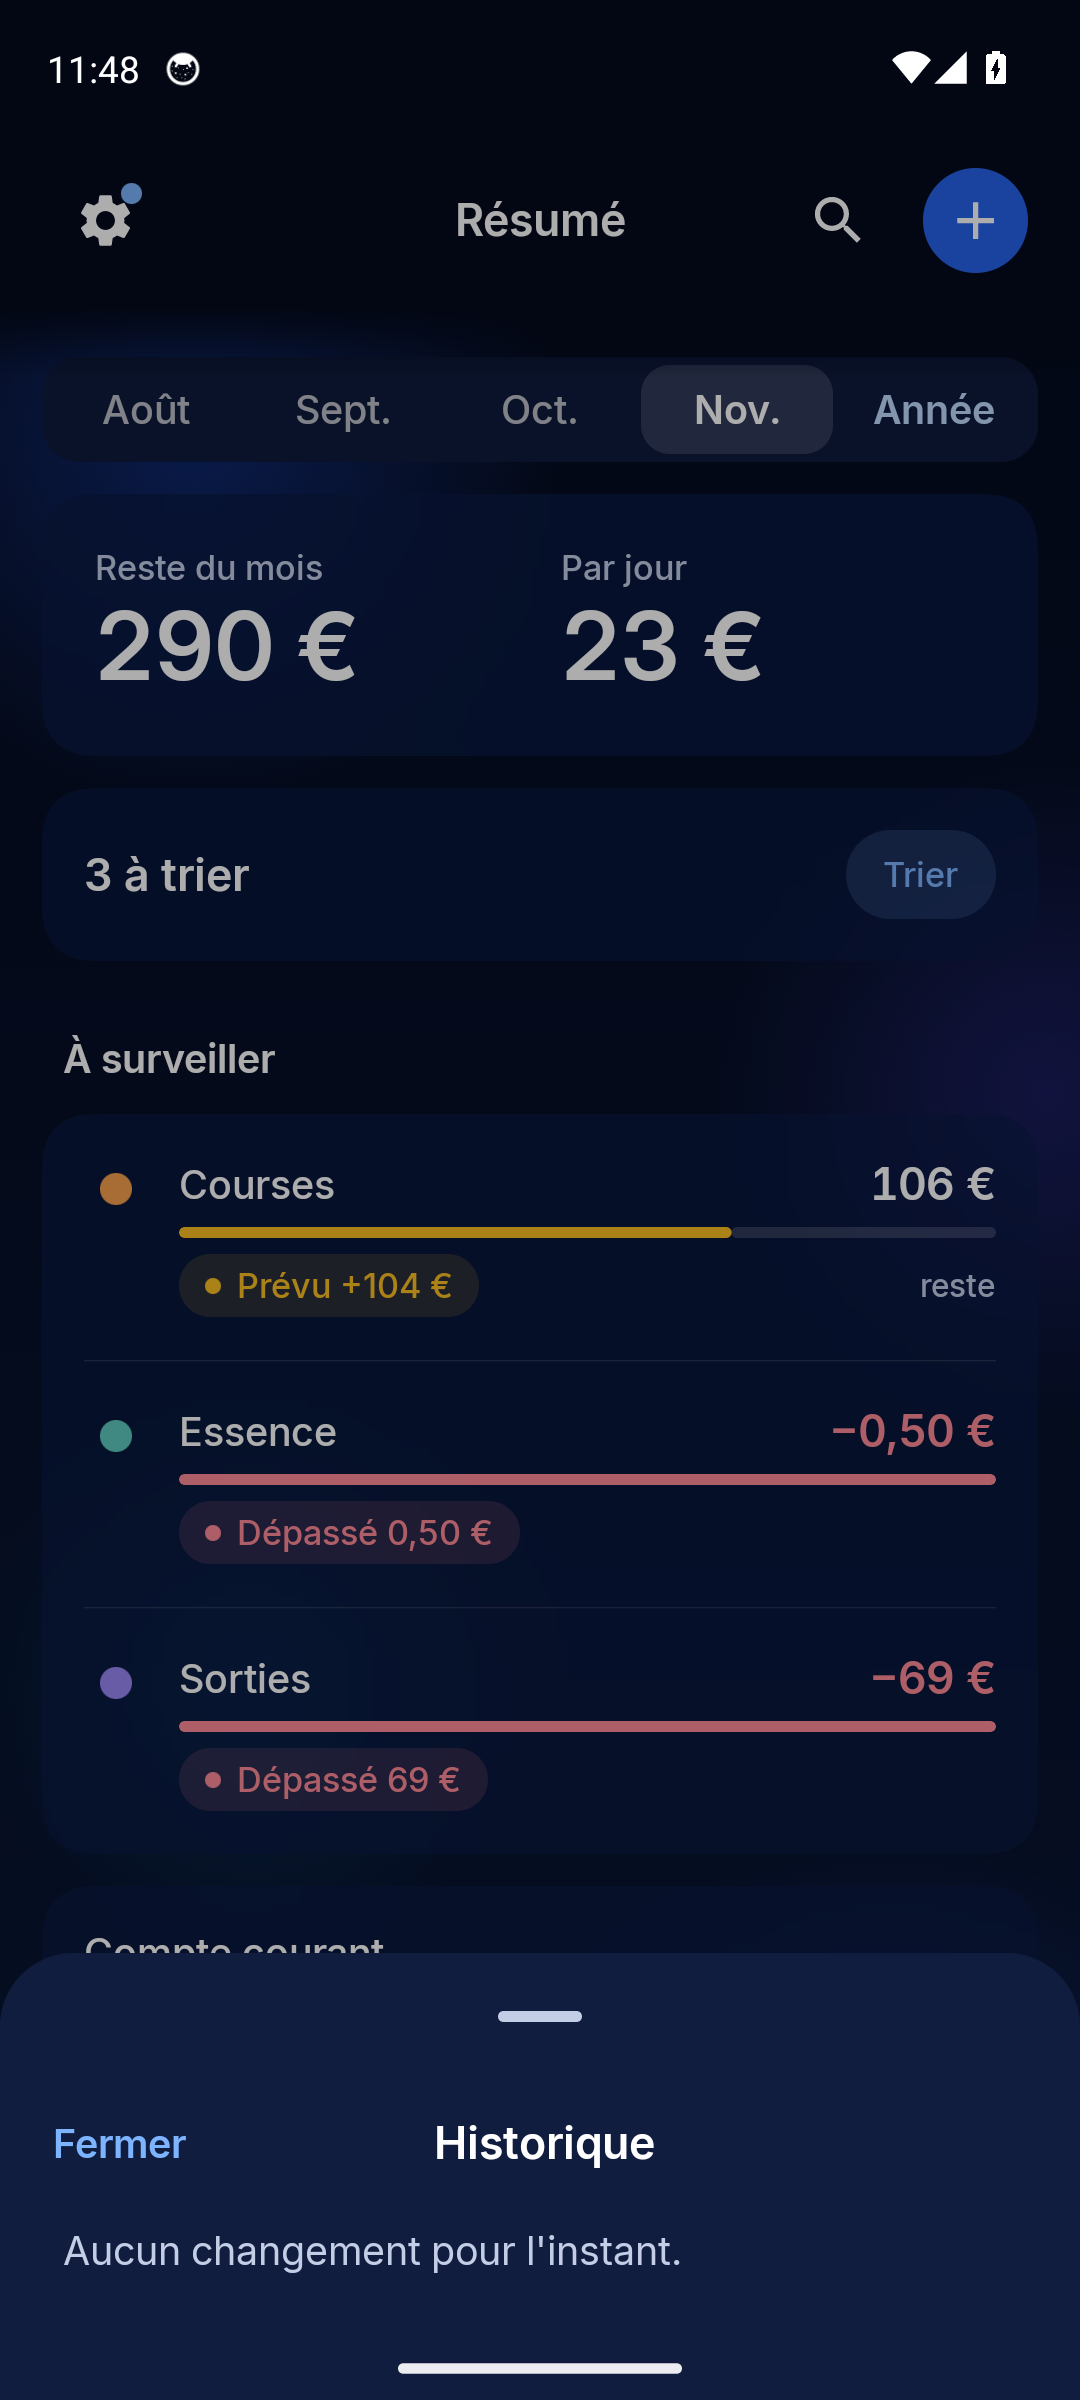 11:48
Résumé
Août Sept. Oct. Nov. Année
Reste du mois Par jour
290 € 23 €
3 à trier Trier
À surveiller
Courses 106 €
Prévu +104 € reste
Essence −0,50 €
Dépassé 0,50 €
Sorties −69 €
Dépassé 69 €
Compte courant
Fermer Historique
Aucun changement pour l'instant.